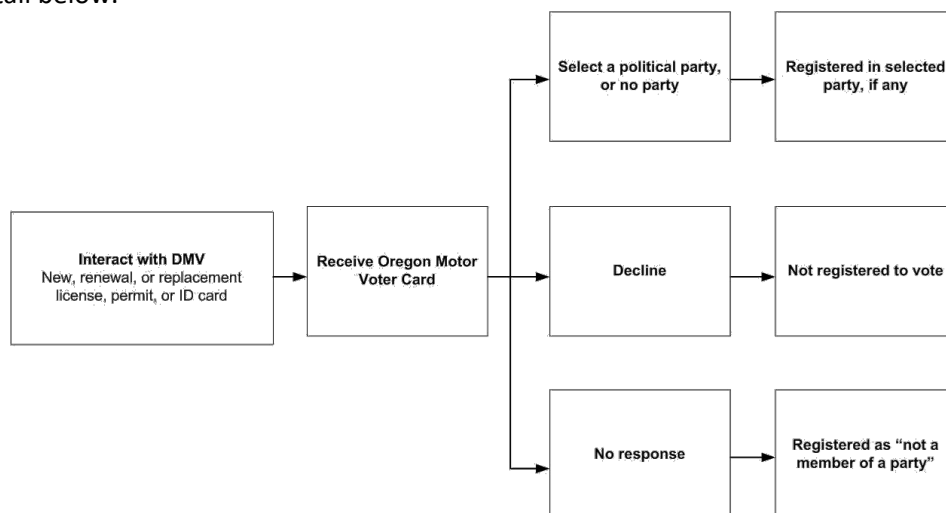 Select a political party,
or no party
Registered in selected
party, if any
Interact with DMV
New, renewal, or replacement
license, permit, or ID card
Receive Oregon Motor
Voter Card
Decline
Not registered to vote
No response
Registered as “not a
member of a party”